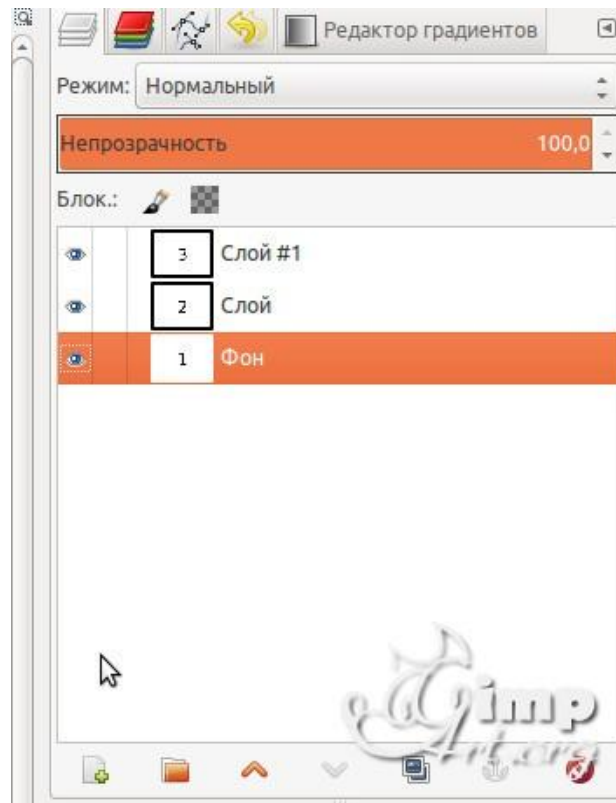 Редактор градиентов
Режим: Нормальный
Непрозрачность 100,0
Блок.:
3 Слой #1
2 Слой
1 Фон
Gimp
Art.org